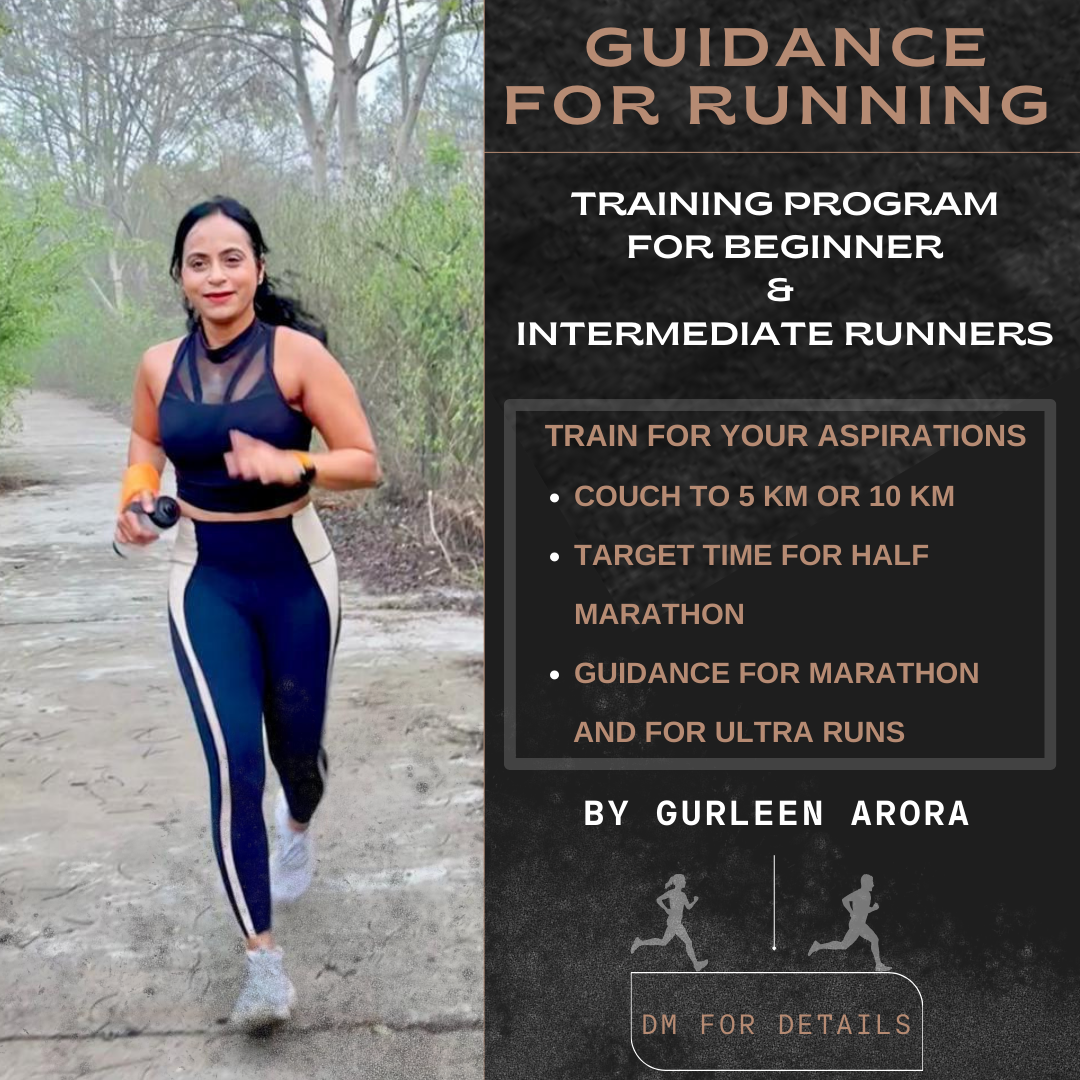 GUIDANCE
FOR RUNNING
TRAINING PROGRAM
FOR BEGINNER
&
INTERMEDIATE RUNNERS
TRAIN FOR YOUR ASPIRATIONS
• COUCH TO 5 KM OR 10 KM
• TARGET TIME FOR HALF
MARATHON
• GUIDANCE FOR MARATHON
AND FOR ULTRA RUNS
BY GURLEEN ARORA
DM FOR DETAILS